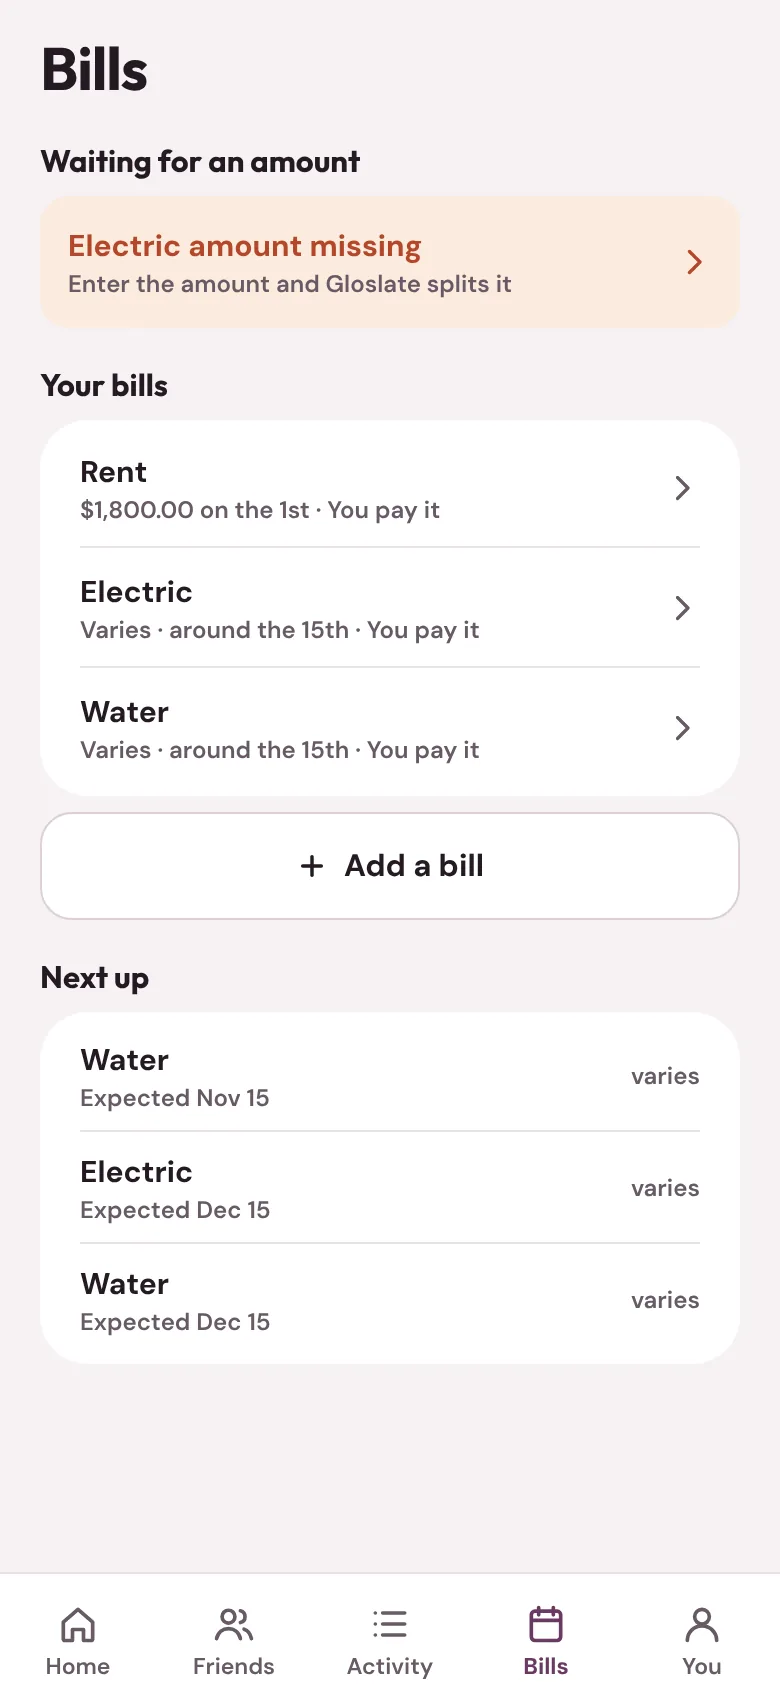 Bills
Waiting for an amount
Electric amount missing
Enter the amount and Gloslate splits it
Your bills
Rent
$1,800.00 on the 1st · You pay it
Electric
Varies · around the 15th · You pay it
Water
Varies · around the 15th · You pay it
+ Add a bill
Next up
Water
varies
Expected Nov 15
Electric
varies
Expected Dec 15
Water
varies
Expected Dec 15
Home Friends Activity Bills You